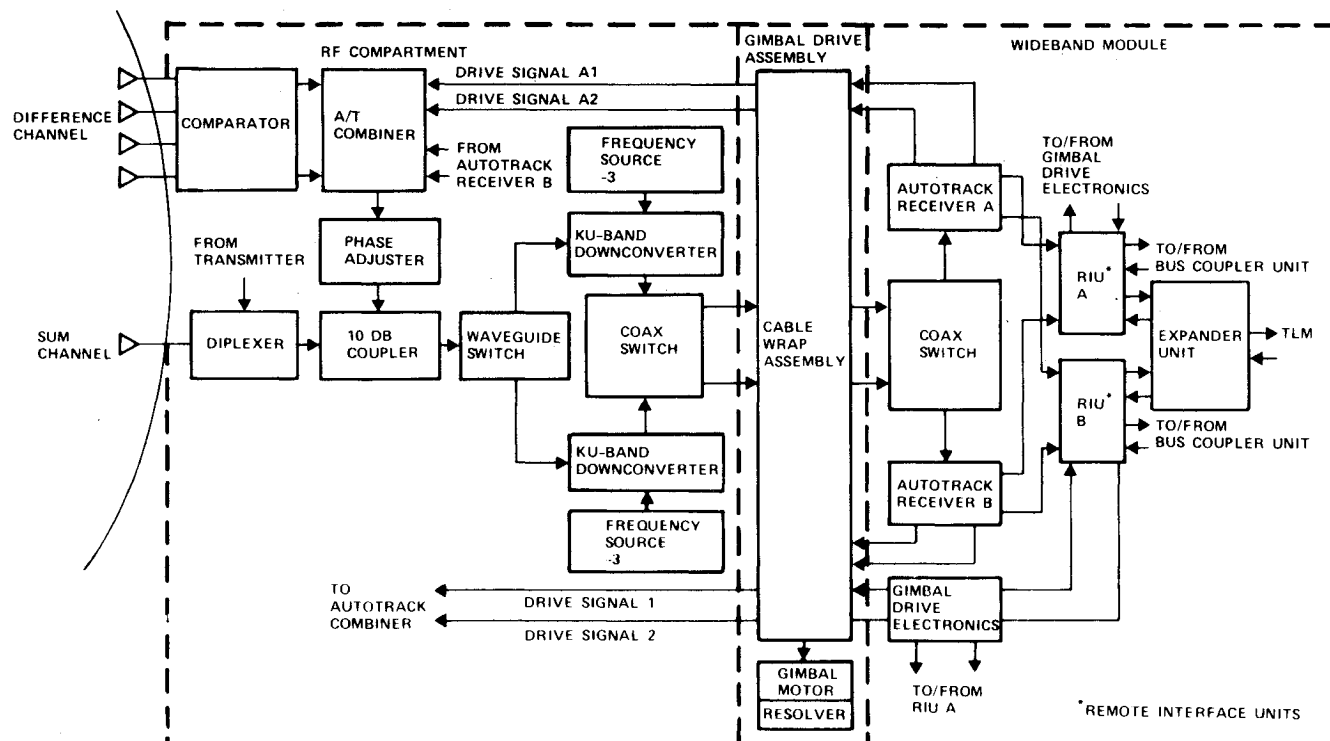 RF COMPARTMENT
GIMBAL DRIVE
ASSEMBLY
WIDEBAND MODULE
DIFFERENCE
CHANNEL
COMPARATOR
A/T
COMBINER
DRIVE SIGNAL A1
DRIVE SIGNAL A2
FROM
AUTOTRACK
RECEIVER B
FREQUENCY
SOURCE
-3
TO/FROM
GIMBAL
DRIVE
ELECTRONICS
AUTOTRACK
RECEIVER A
FROM
TRANSMITTER
PHASE
ADJUSTER
KU-BAND
DOWNCONVERTER
RIU*
A
TO/FROM
BUS COUPLER UNIT
SUM
CHANNEL
DIPLEXER
10 DB
COUPLER
WAVEGUIDE
SWITCH
COAX
SWITCH
CABLE
WRAP
ASSEMBLY
COAX
SWITCH
EXPANDER
UNIT
TLM
RIU*
B
TO/FROM
BUS COUPLER UNIT
KU-BAND
DOWNCONVERTER
AUTOTRACK
RECEIVER B
FREQUENCY
SOURCE
-3
TO
AUTOTRACK
COMBINER
DRIVE SIGNAL 1
DRIVE SIGNAL 2
GIMBAL
DRIVE
ELECTRONICS
GIMBAL
MOTOR
RESOLVER
TO/FROM
RIU A
*REMOTE INTERFACE UNITS